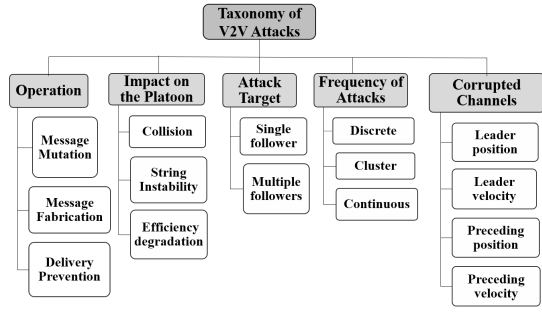 Taxonomy of
V2V Attacks
Operation
Message
Mutation
Message
Fabrication
Delivery
Prevention
Impact on
the Platoon
Collision
String
Instability
Efficiency
degradation
Attack
Target
Single
follower
Multiple
followers
Frequency of
Attacks
Discrete
Cluster
Continuous
Corrupted
Channels
Leader
position
Leader
velocity
Preceding
position
Preceding
velocity